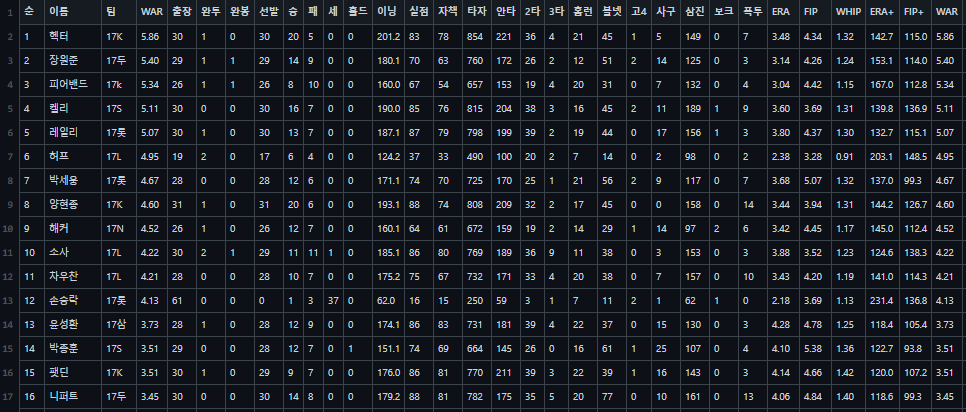 1 순 이름 팀 WAR 출장 완투 완봉 선발 승 패 세 홀드 이닝 실점 자책 타자 안타 2타 3타 홈런 볼넷 고4 사구 삼진 보크 폭투 ERA FIP WHIP ERA+ FIP+ WAR
2 1 헥터 17K 5.86 30 1 0 30 20 5 0 0 201.2 83 78 854 221 36 4 21 45 1 5 149 0 7 3.48 4.34 1.32 142.7 115.0 5.86
3 2 장원준 17두 5.40 29 1 1 29 14 9 0 0 180.1 70 63 760 172 26 2 12 51 2 14 125 0 3 3.14 4.26 1.24 153.1 114.0 5.40
4 3 피어밴드 17k 5.34 26 1 1 26 8 10 0 0 160.0 67 54 657 153 19 4 20 31 0 7 132 0 4 3.04 4.42 1.15 167.0 112.8 5.34
5 4 켈리 17S 5.11 30 0 0 30 16 7 0 0 190.0 85 76 815 204 38 3 16 45 2 11 189 1 9 3.60 3.69 1.31 139.8 136.9 5.11
6 5 레일리 17롯 5.07 30 1 0 30 13 7 0 0 187.1 87 79 798 199 39 2 19 44 0 17 156 1 3 3.80 4.37 1.30 132.7 115.1 5.07
7 6 허프 17L 4.95 19 2 0 17 6 4 0 0 124.2 37 33 490 100 20 2 7 14 0 2 98 0 2 2.38 3.28 0.91 203.1 148.5 4.95
8 7 박세웅 17롯 4.67 28 0 0 28 12 6 0 0 171.1 74 70 725 170 25 1 21 56 2 9 117 0 7 3.68 5.07 1.32 137.0 99.3 4.67
9 8 양현종 17K 4.60 31 1 0 31 20 6 0 0 193.1 88 74 808 209 32 2 17 45 0 0 158 0 14 3.44 3.94 1.31 144.2 126.7 4.60
10 9 해커 17N 4.52 26 1 0 26 12 7 0 0 160.1 64 61 672 159 19 2 14 29 1 14 97 2 6 3.42 4.45 1.17 145.0 112.4 4.52
11 10 소사 17L 4.22 30 2 1 29 11 11 1 0 185.1 86 80 769 189 36 9 11 38 0 3 153 0 3 3.88 3.52 1.23 124.6 138.3 4.22
12 11 차우찬 17L 4.21 28 0 0 28 10 7 0 0 175.2 75 67 732 171 33 4 20 38 0 7 157 0 10 3.43 4.20 1.19 141.0 114.3 4.21
13 12 손승락 17롯 4.13 61 0 0 0 1 3 37 0 62.0 16 15 250 59 3 1 7 11 2 1 62 1 0 2.18 3.69 1.13 231.4 136.8 4.13
14 13 윤성환 17삼 3.73 28 1 0 28 12 9 0 0 174.1 86 83 731 181 39 4 22 37 0 15 130 0 3 4.28 4.78 1.25 118.4 105.4 3.73
15 14 박종훈 17S 3.51 29 0 0 28 12 7 0 1 151.1 74 69 664 145 26 0 16 61 1 25 107 0 4 4.10 5.38 1.36 122.7 93.8 3.51
16 15 팻딘 17K 3.51 30 1 0 29 9 7 0 0 176.0 86 81 770 211 39 3 22 39 1 16 143 0 3 4.14 4.66 1.42 120.0 107.2 3.51
17 16 니퍼트 17두 3.45 30 0 0 30 14 8 0 0 179.2 88 81 782 175 35 5 20 77 0 10 161 0 13 4.06 4.84 1.40 118.6 99.3 3.45